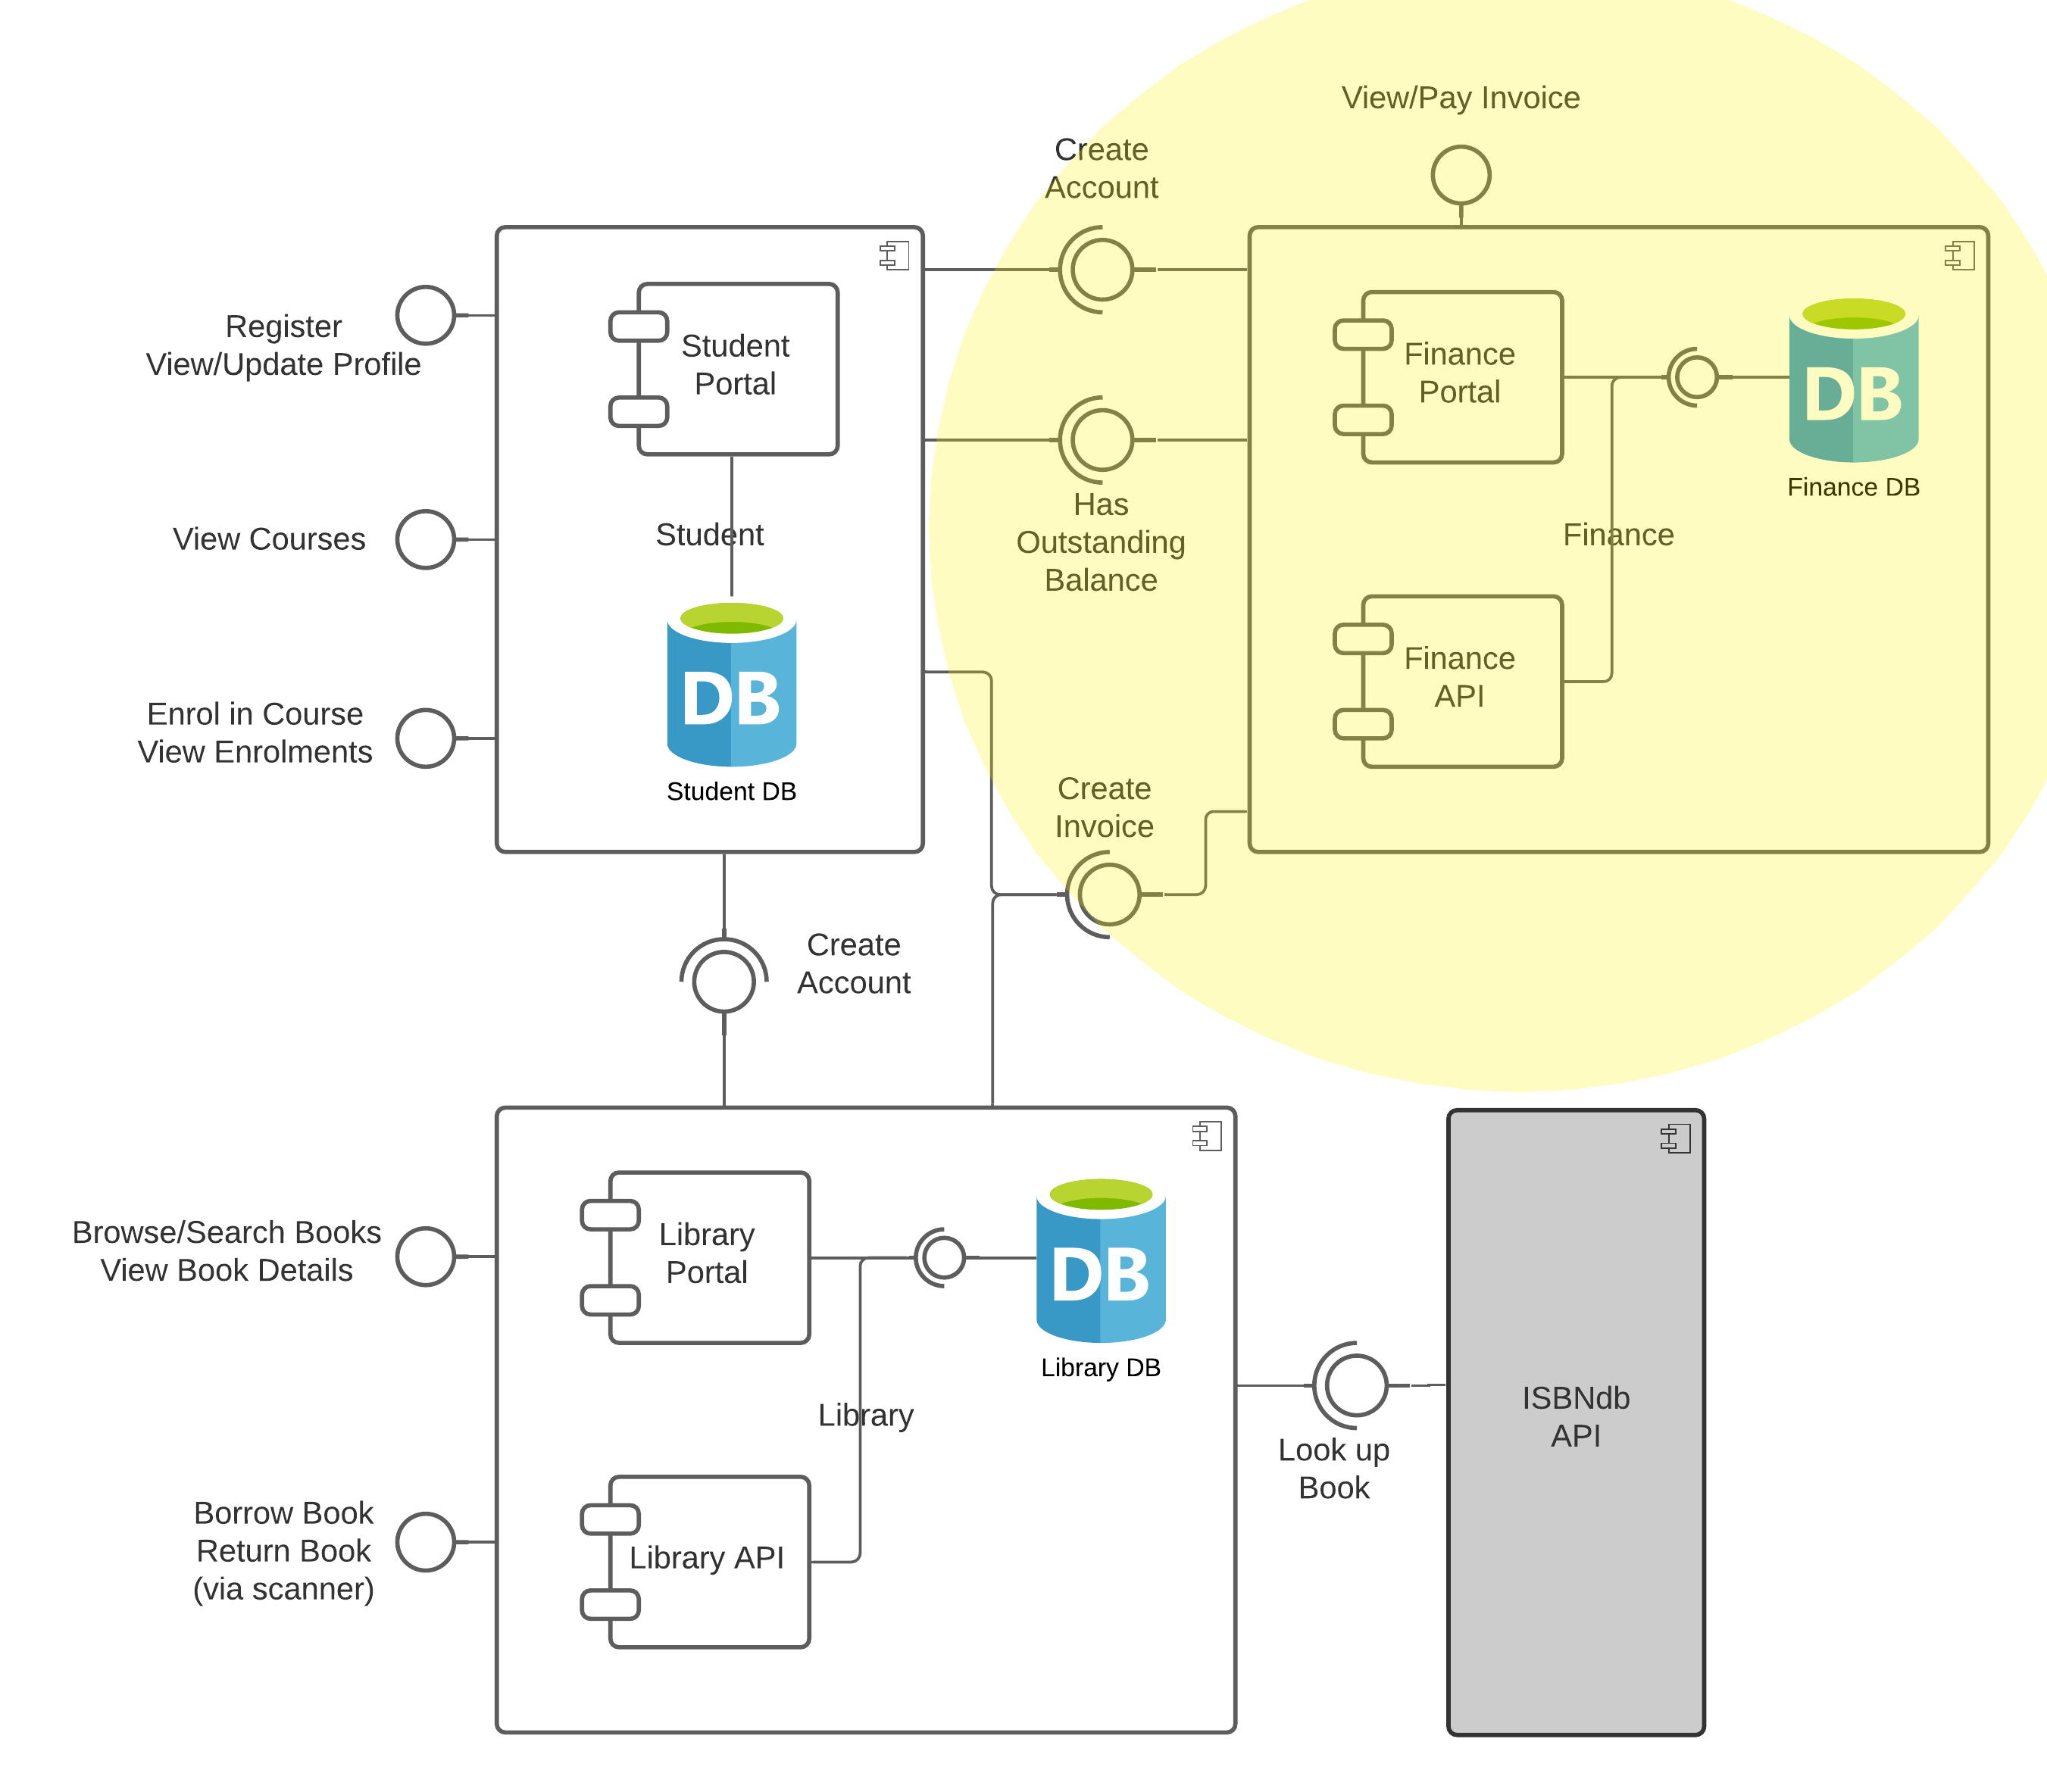 View/Pay Invoice
Create
Account
Register
View/Update Profile
Student
Portal
Finance
Portal
DB
Finance DB
View Courses
Student
Has
Outstanding
Balance
Finance
Enrol in Course
View Enrolments
DB
Student DB
Finance
API
Create
Invoice
Create
Account
Browse/Search Books
View Book Details
Library
Portal
DB
Library DB
Library
ISBNdb
API
Look up
Book
Borrow Book
Return Book
(via scanner)
Library API